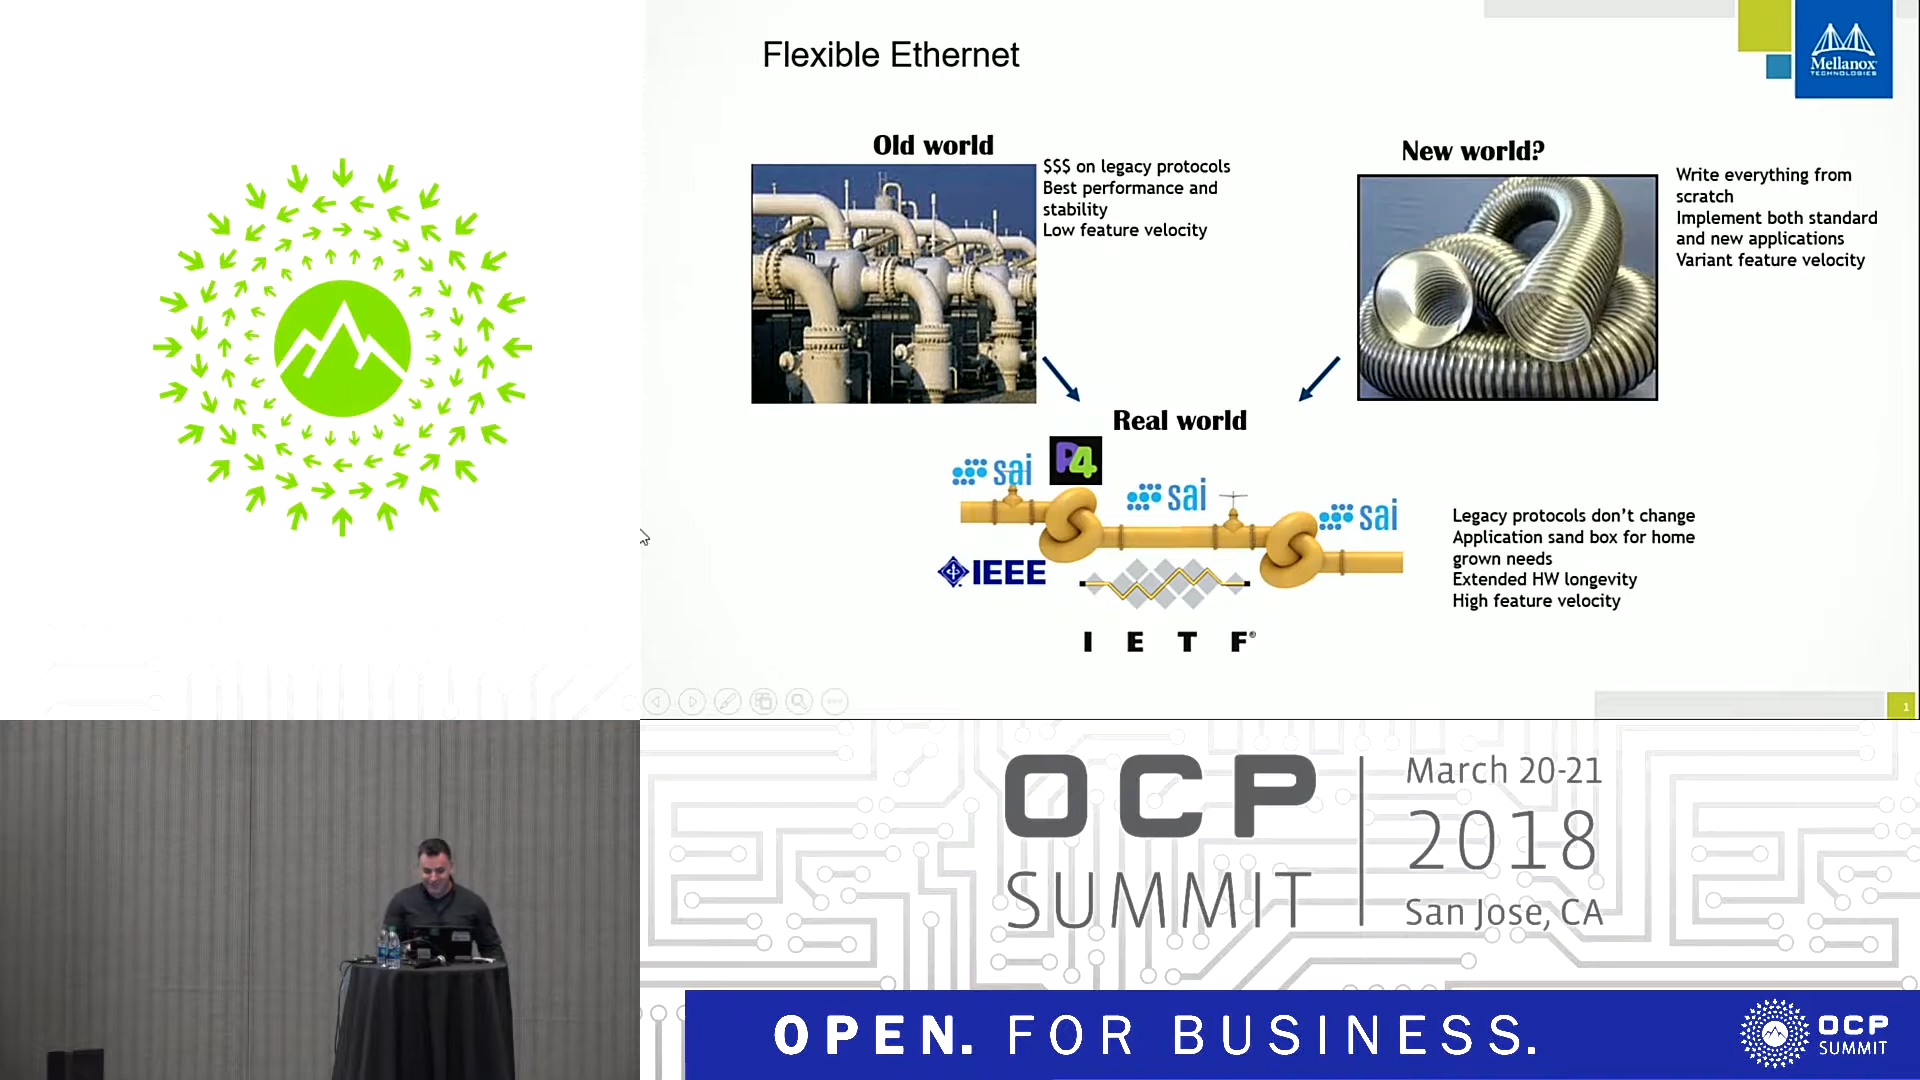 Flexible Ethernet
Mellanox
TECHNOLOGIES
Old world
$$$ on legacy protocols
Best performance and
stability
Low feature velocity
New world?
Write everything from
scratch
Implement both standard
and new applications
Variant feature velocity
Real world
sai
P4
sai
sai
IEEE
I E T F®
Legacy protocols don't change
Application sand box for home
grown needs
Extended HW longevity
High feature velocity
1
OCP
SUMMIT
March 20-21
2018
San Jose, CA
OPEN. FOR BUSINESS.
OCP
SUMMIT